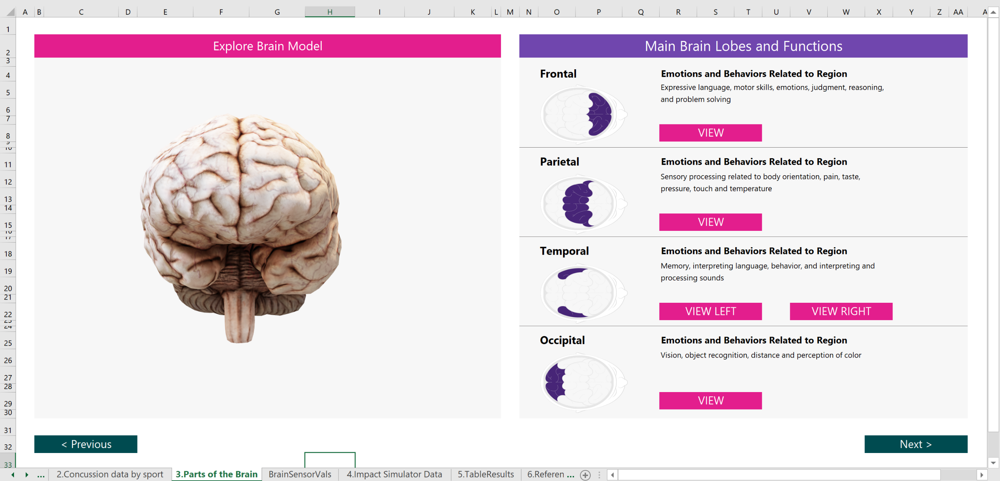 A B C D E F G H I J K L M N O P Q R S T U V W X Y Z AA A
1
2
3
4
5
6
7
8
9
10
11
12
13
14
15
16
17
18
19
20
21
22
23
24
25
26
27
28
29
30
31
32
33
Explore Brain Model
Main Brain Lobes and Functions
Frontal
Emotions and Behaviors Related to Region
Expressive language, motor skills, emotions, judgment, reasoning,
and problem solving
VIEW
Parietal
Emotions and Behaviors Related to Region
Sensory processing related to body orientation, pain, taste,
pressure, touch and temperature
VIEW
Temporal
Emotions and Behaviors Related to Region
Memory, interpreting language, behavior, and interpreting and
processing sounds
VIEW LEFT VIEW RIGHT
Occipital
Emotions and Behaviors Related to Region
Vision, object recognition, distance and perception of color
VIEW
< Previous
Next >
... 2.Concussion data by sport 3.Parts of the Brain BrainSensorVals 4.Impact Simulator Data 5.TableResults 6.Referen ...